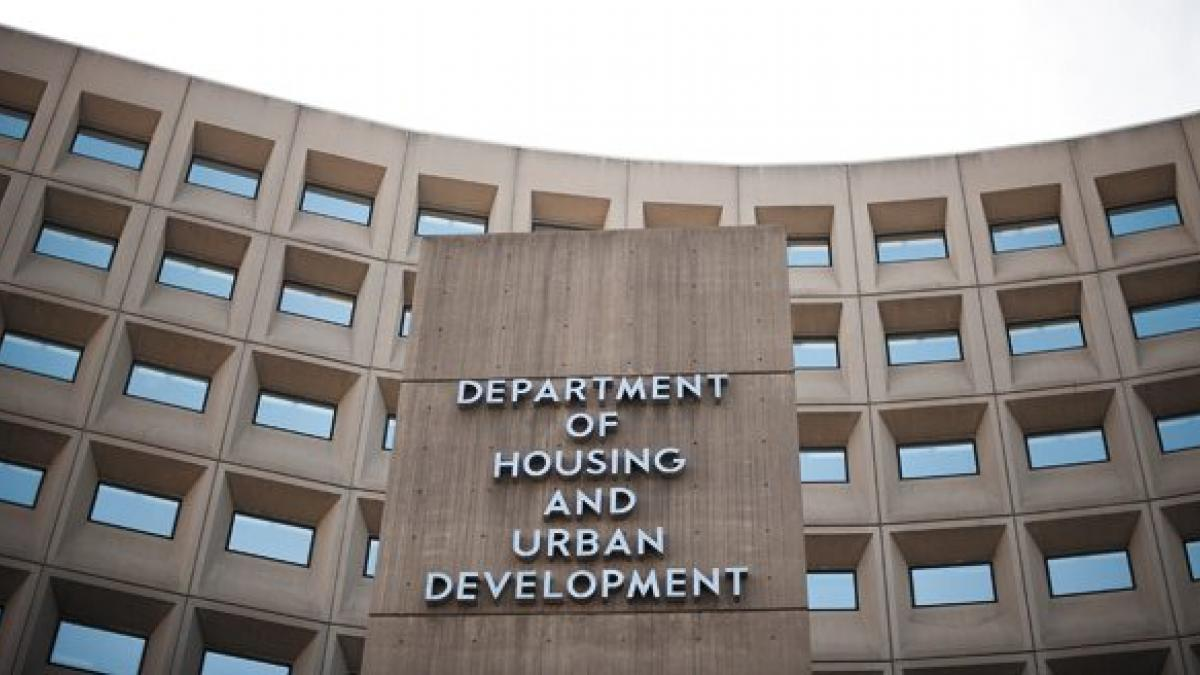 DEPARTMENT
OF
HOUSING
AND
URBAN
DEVELOPMENT